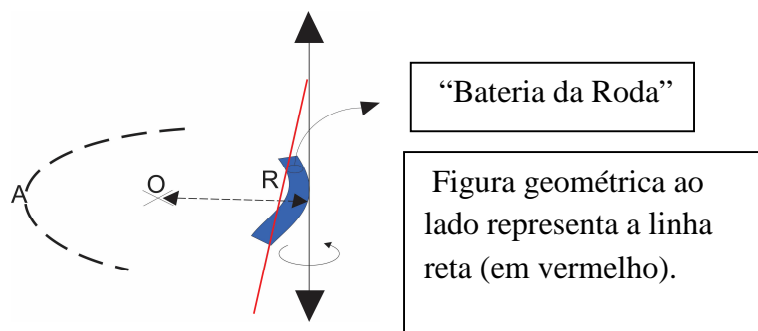 “Bateria da Roda”
A
O
R
Figura geométrica ao
lado representa a linha
reta (em vermelho).